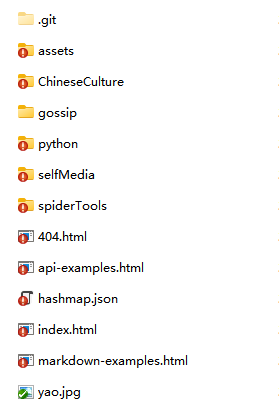 .git
assets
ChineseCulture
gossip
python
selfMedia
spiderTools
404.html
api-examples.html
hashmap.json
index.html
markdown-examples.html
yao.jpg